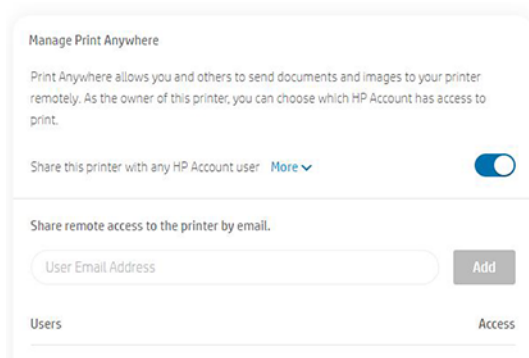 Manage Print Anywhere
Print Anywhere allows you and others to send documents and images to your printer
remotely. As the owner of this printer, you can choose which HP Account has access to
print.
Share this printer with any HP Account user More
Share remote access to the printer by email.
User Email Address Add
Users Access